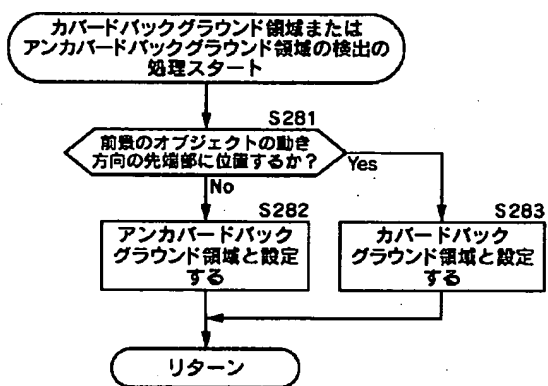 カバードバックグラウンド領域または
アンカバードバックグラウンド領域の検出の
処理スタート
S281
前景のオブジェクトの動き
方向の先端部に位置するか?
Yes
No
S282
アンカバードバック
グラウンド領域と設定
する
S283
カバードバック
グラウンド領域と設定
する
リターン